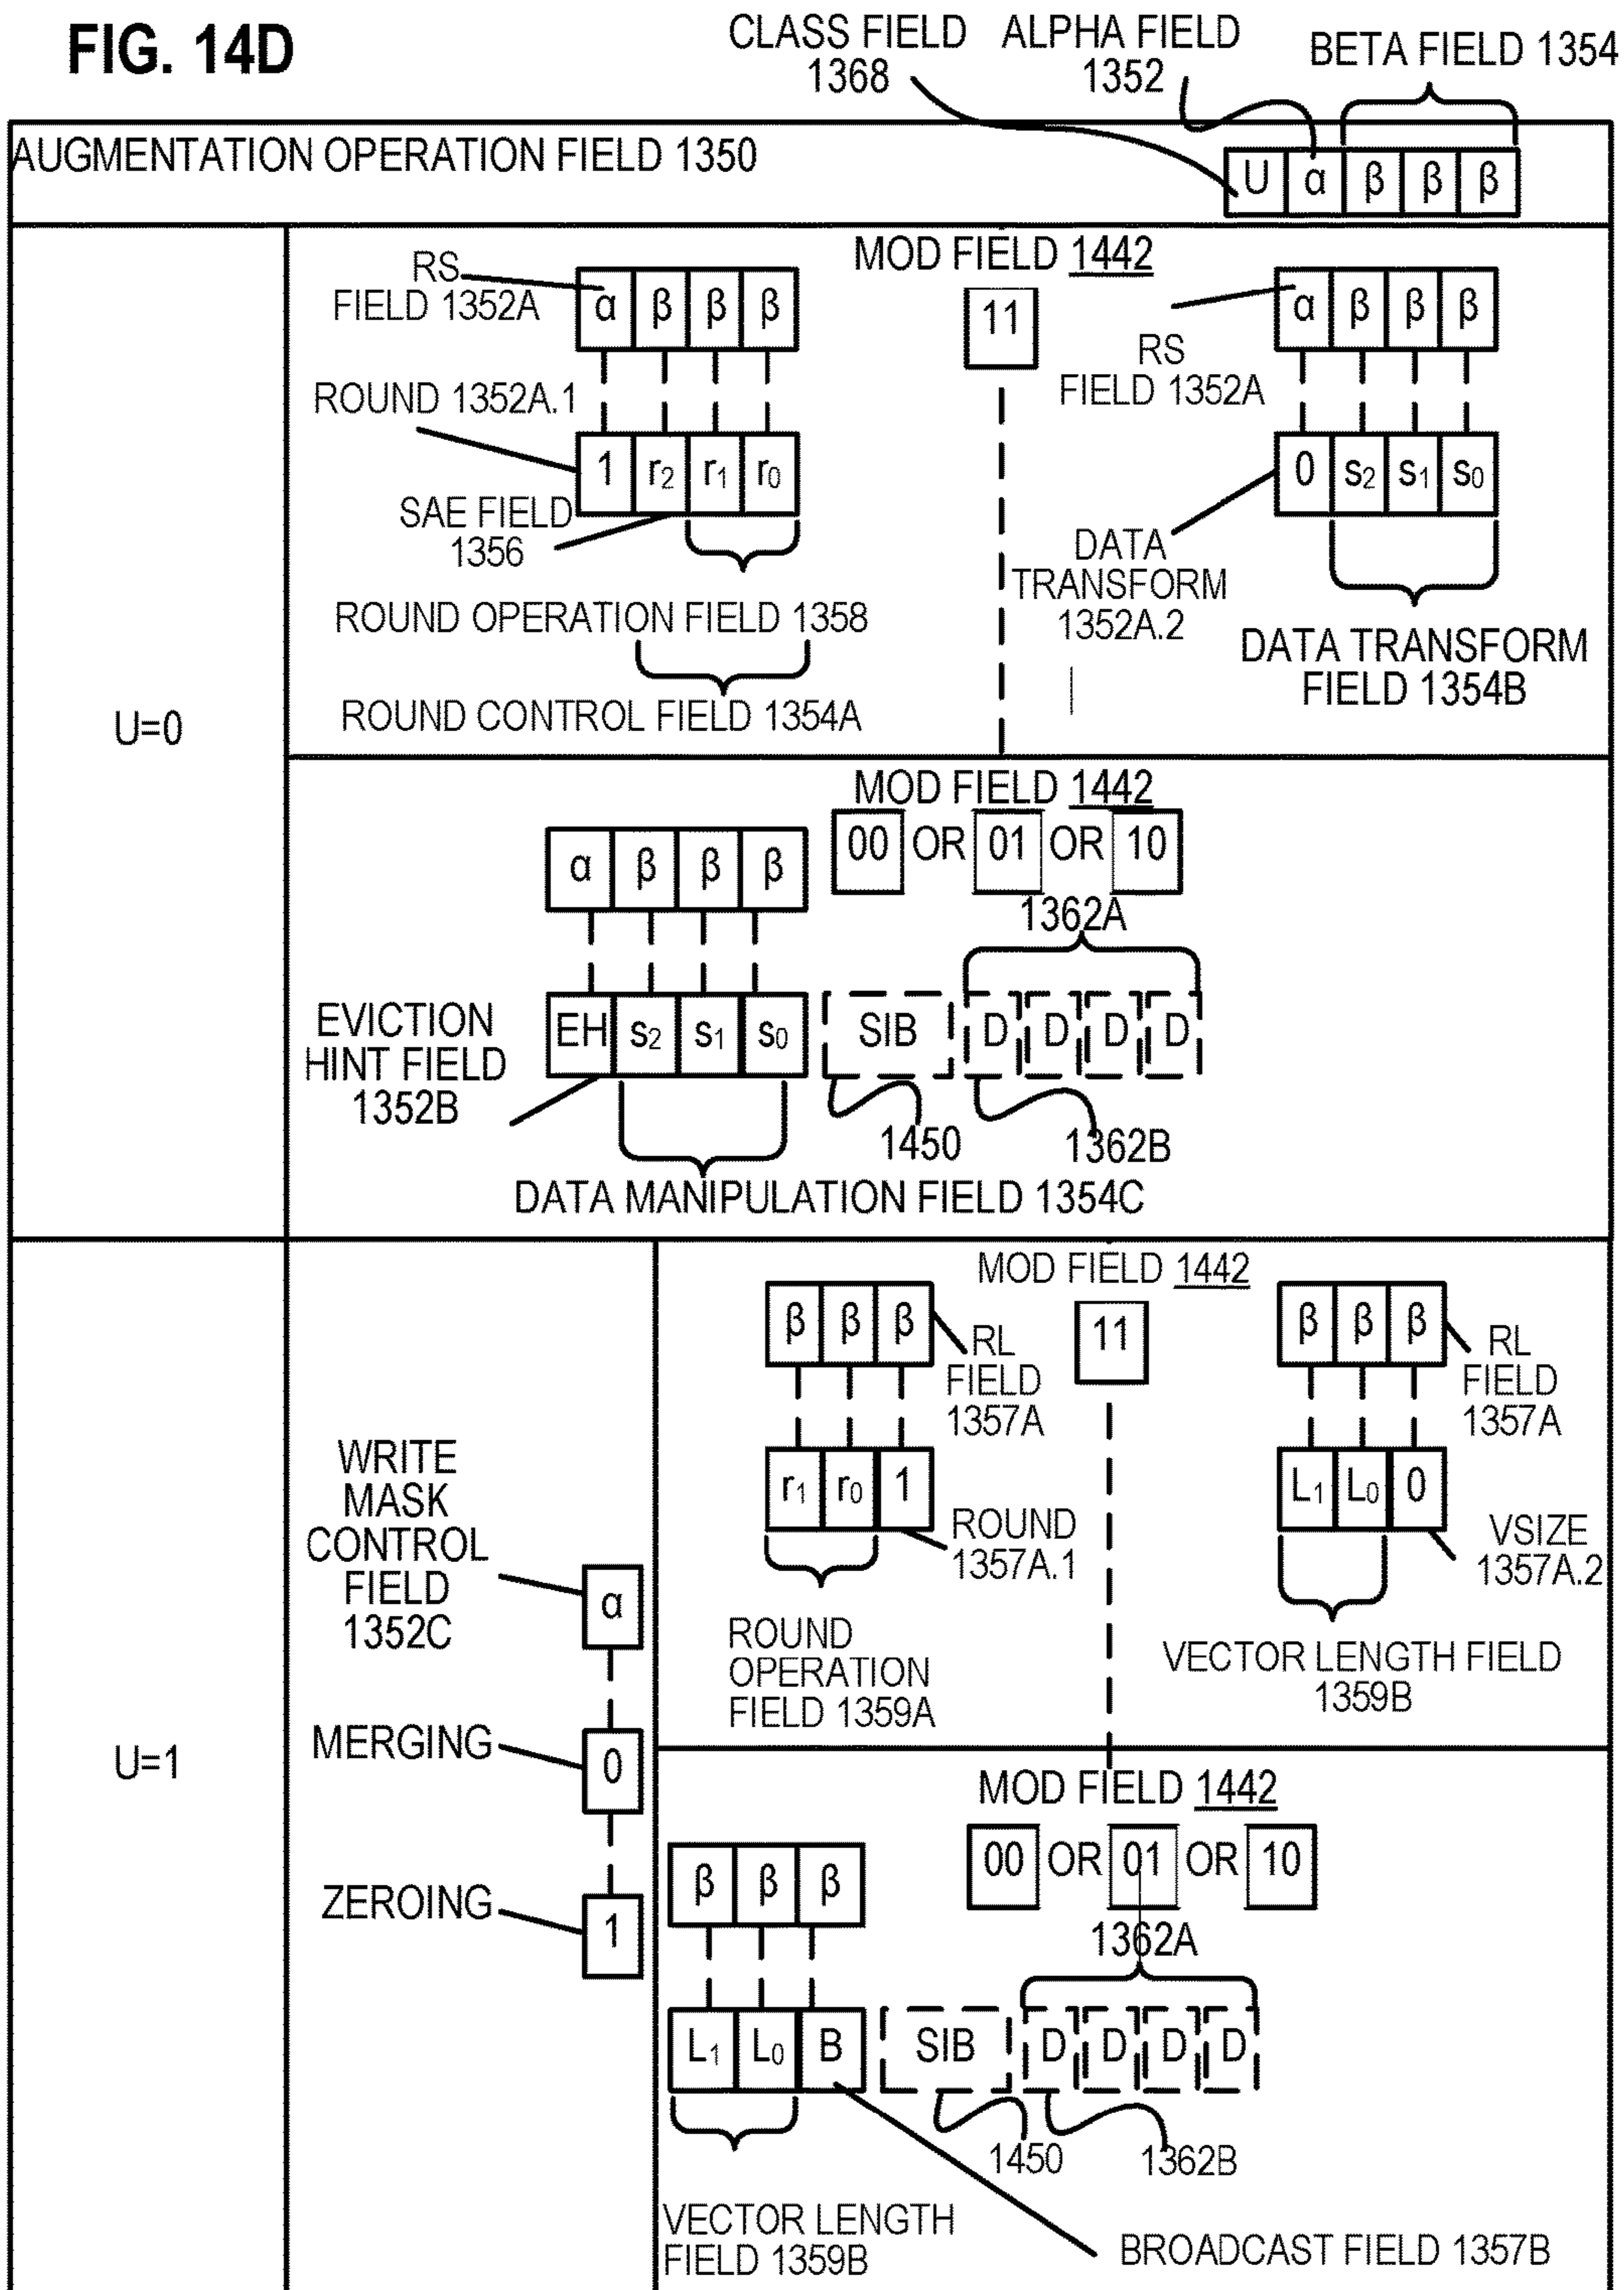 FIG. 14D
CLASS FIELD
1368
ALPHA FIELD
1352
BETA FIELD 1354
AUGMENTATION OPERATION FIELD 1350
U α β β β
U=0
MOD FIELD 1442
11
RS
FIELD 1352A
α β β β
ROUND 1352A.1
1 r2 r1 r0
SAE FIELD
1356
ROUND OPERATION FIELD 1358
ROUND CONTROL FIELD 1354A
α β β β
RS
FIELD 1352A
0 s2 s1 s0
DATA
TRANSFORM
1352A.2
DATA TRANSFORM
FIELD 1354B
MOD FIELD 1442
00 OR 01 OR 10
α β β β
1362A
EVICTION
HINT FIELD
1352B
EH s2 s1 s0 SIB D D D D
1450
1362B
DATA MANIPULATION FIELD 1354C
U=1
WRITE
MASK
CONTROL
FIELD
1352C
α
MERGING
0
ZEROING
1
MOD FIELD 1442
11
β β β
RL
FIELD
1357A
r1 r0 1
ROUND
1357A.1
ROUND
OPERATION
FIELD 1359A
β β β
RL
FIELD
1357A
L1 L0 0
VSIZE
1357A.2
VECTOR LENGTH FIELD
1359B
MOD FIELD 1442
00 OR 01 OR 10
β β β
1362A
L1 L0 B SIB D D D D
1450
1362B
VECTOR LENGTH
FIELD 1359B
BROADCAST FIELD 1357B